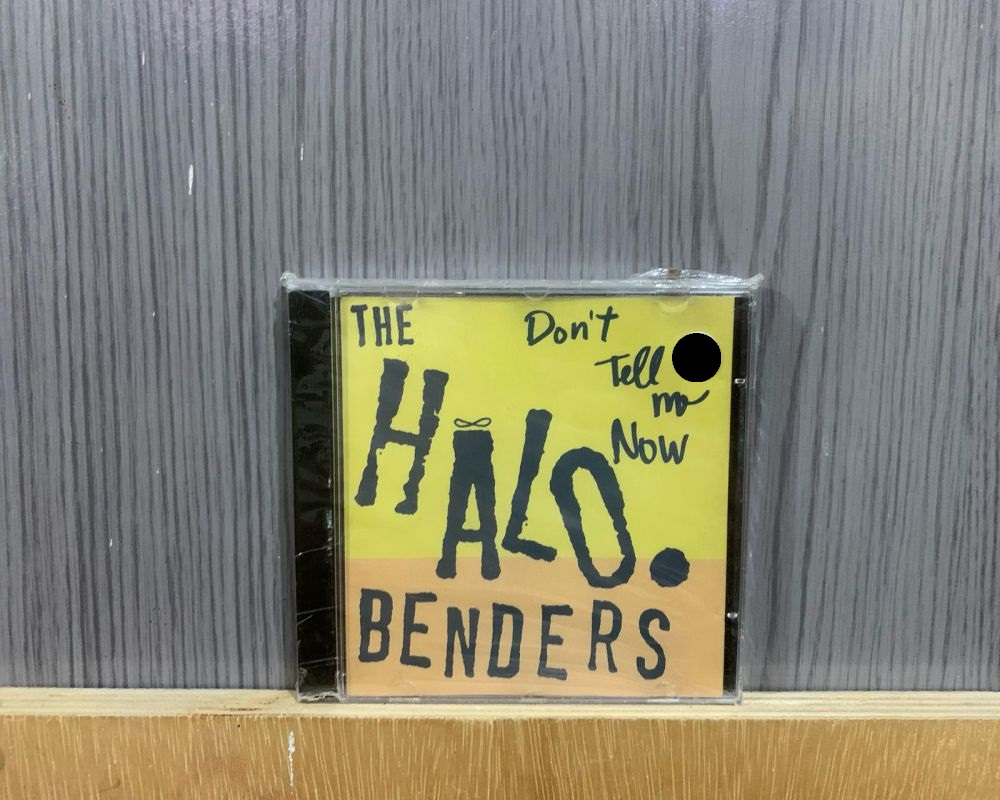 THE
HALO.
BENDERS
Don't
Tell
me
Now